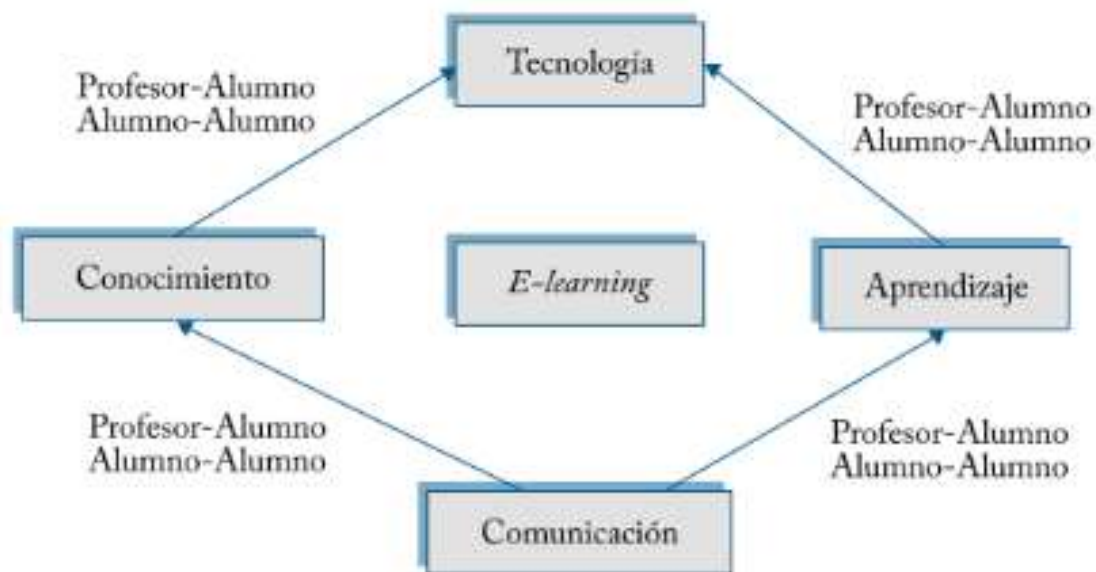 Tecnología
Profesor-Alumno
Alumno-Alumno
Profesor-Alumno
Alumno-Alumno
Conocimiento
E-learning
Aprendizaje
Profesor-Alumno
Alumno-Alumno
Profesor-Alumno
Alumno-Alumno
Comunicación